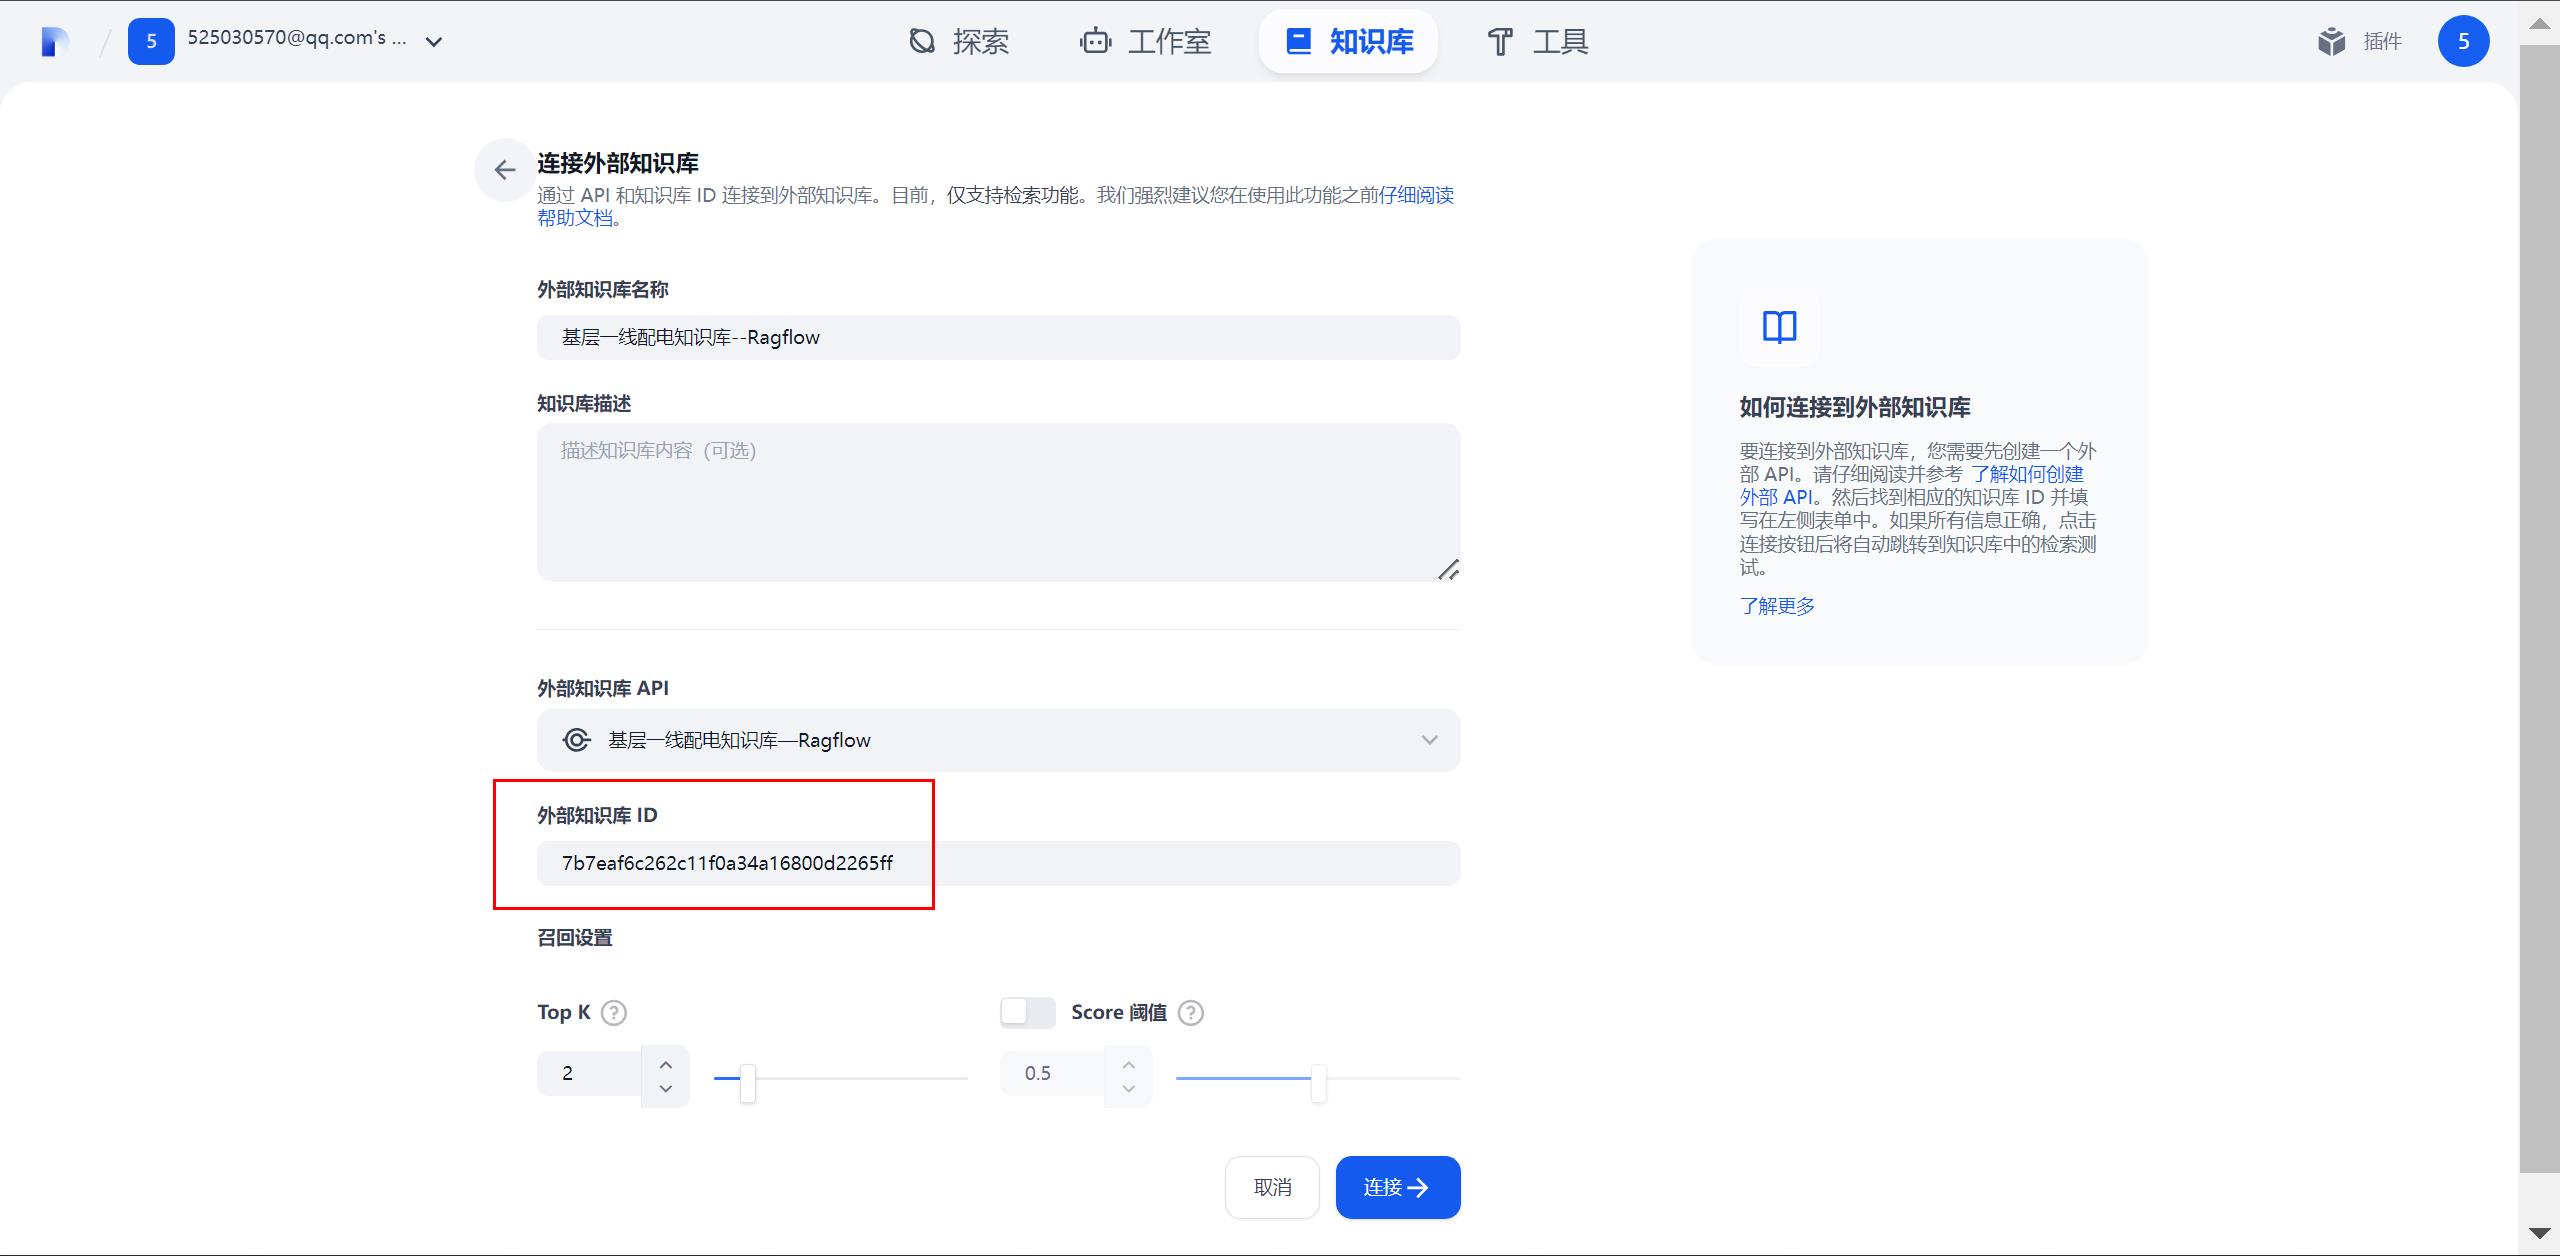 5
525030570@qq.com's ...
探索
工作室
知识库
工具
插件
5
连接外部知识库
通过 API 和知识库 ID 连接到外部知识库。目前，仅支持检索功能。我们强烈建议您在使用此功能之前仔细阅读
帮助文档。
外部知识库名称
基层一线配电知识库--Ragflow
知识库描述
描述知识库内容（可选）
外部知识库 API
基层一线配电知识库—Ragflow
外部知识库 ID
7b7eaf6c262c11f0a34a16800d2265ff
召回设置
Top K
Score 阈值
2
0.5
取消
连接
如何连接到外部知识库
要连接到外部知识库，您需要先创建一个外
部 API。请仔细阅读并参考 了解如何创建
外部 API。然后找到相应的知识库 ID 并填
写在左侧表单中。如果所有信息正确，点击
连接按钮后将自动跳转到知识库中的检索测
试。
了解更多